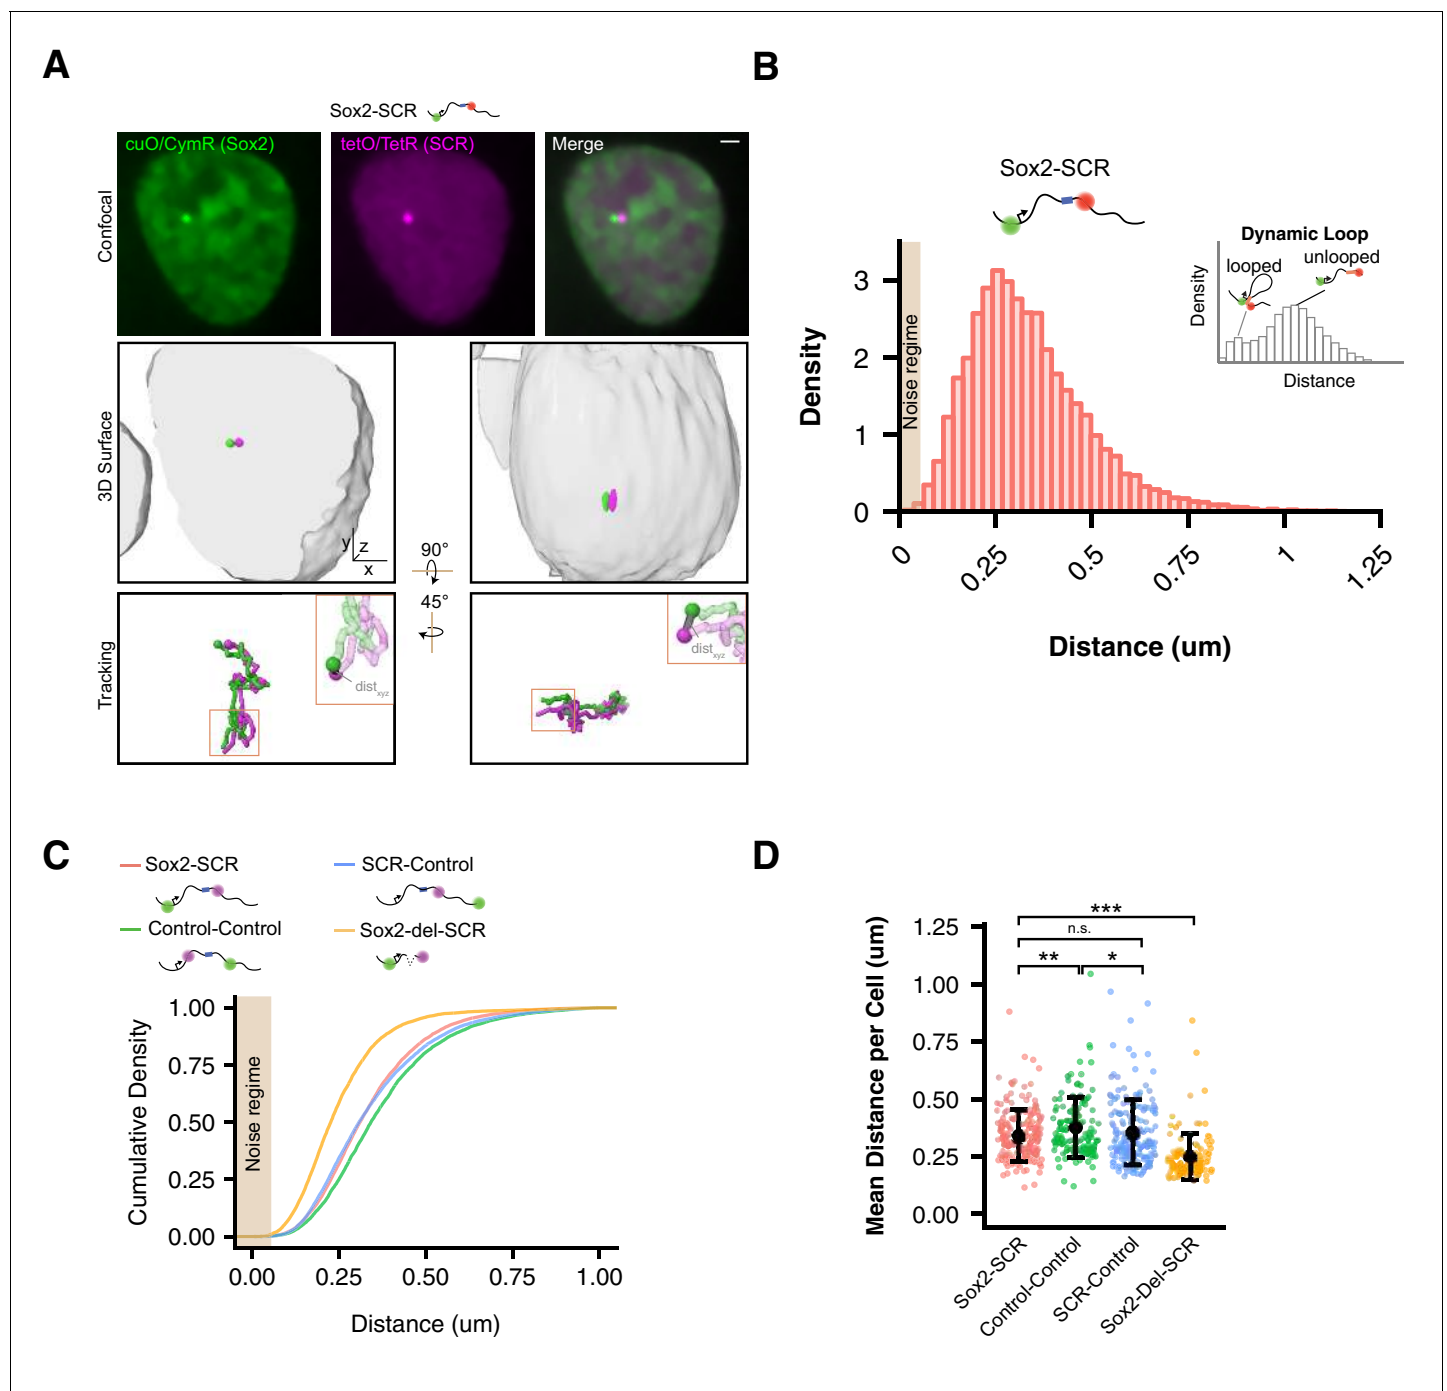 A
Sox2-SCR
cuO/CymR (Sox2)
tetO/TetR (SCR)
Merge
Confocal
3D Surface
y
z
x
90°
45°
Tracking
dist xyz
dist xyz
B
Sox2-SCR
Density
3
2
1
0
Noise regime
0
0.25
0.5
0.75
1
1.25
Distance (um)
Dynamic Loop
looped
unlooped
Density
Distance
C
Sox2-SCR
SCR-Control
Control-Control
Sox2-del-SCR
Cumulative Density
1.00
0.75
0.50
0.25
0.00
Noise regime
0.00
0.25
0.50
0.75
1.00
Distance (um)
D
Mean Distance per Cell (um)
1.25
1.00
0.75
0.50
0.25
0.00
***
n.s.
**
*
Sox2-SCR
Control-Control
SCR-Control
Sox2-Del-SCR